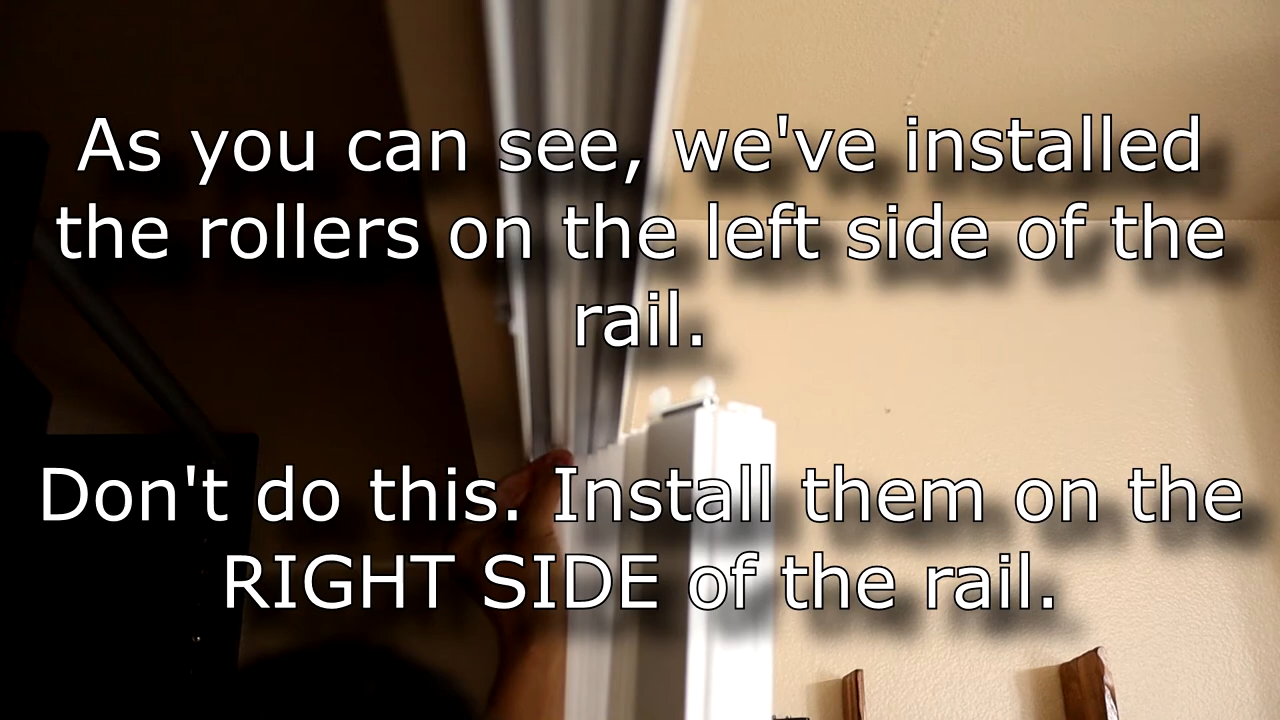 As you can see, we've installed
the rollers on the left side of the
rail.
Don't do this. Install them on the
RIGHT SIDE of the rail.